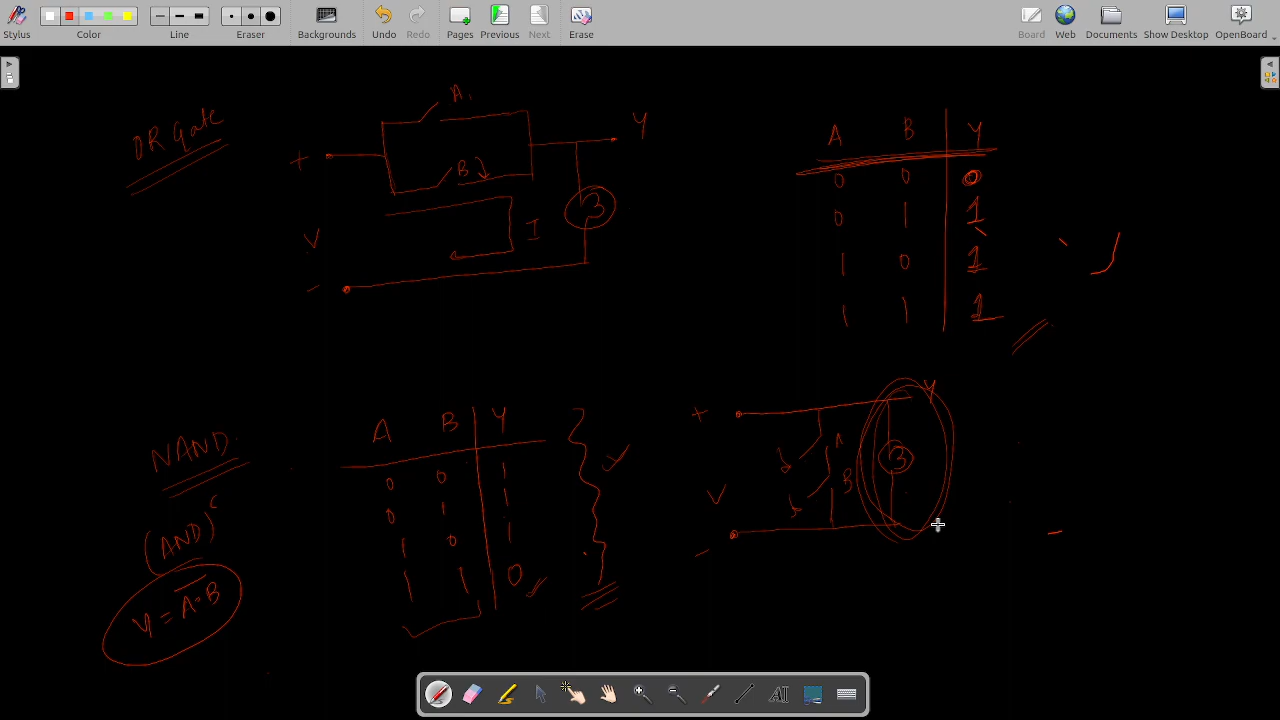 Stylus Color Line Eraser Backgrounds Undo Redo Pages Previous Next Erase Board Web Documents Show Desktop OpenBoard
OR gate
A
B
Y
+
V
-
I
A B Y
0 0 0
0 1 1
1 0 1
1 1 1
NAND
(AND)ᶜ
Y = \overline{A·B}
A B Y
0 0 1
0 1 1
1 0 1
1 1 0
+
V
-
A
B
Y
AI